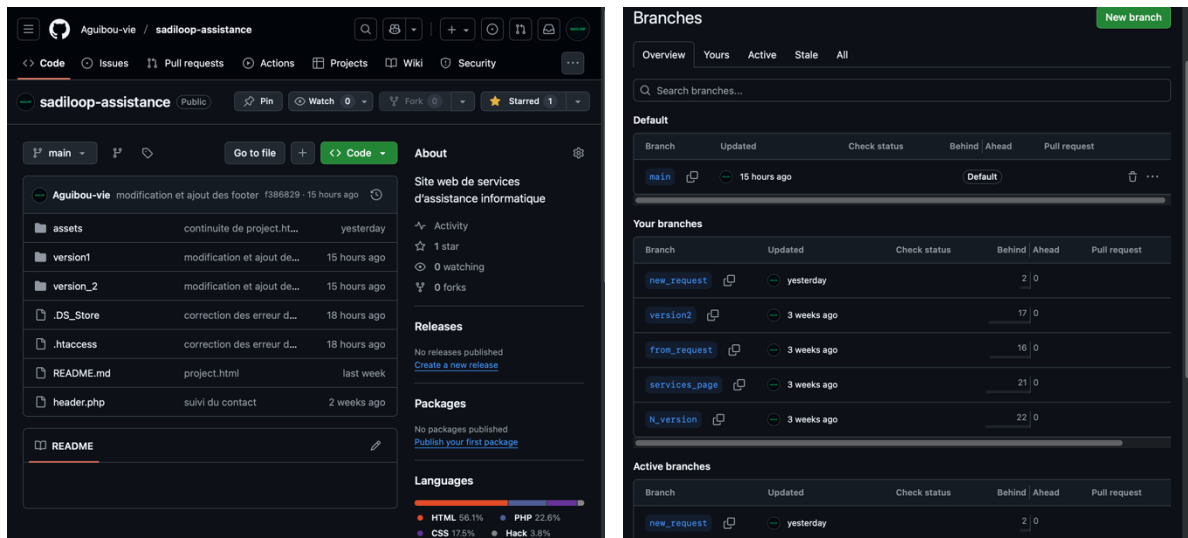 Aguibou-vie / sadiloop-assistance
Code Issues Pull requests Actions Projects Wiki Security
sadiloop-assistance Public Pin Watch 0 Fork 0 Starred 1
main Go to file + Code
Aguibou-vie modification et ajout des footer f386829 · 15 hours ago
assets continuite de project.ht... yesterday
version1 modification et ajout de... 15 hours ago
version_2 modification et ajout de... 15 hours ago
.DS_Store correction des erreur d... 18 hours ago
.htaccess correction des erreur d... 18 hours ago
README.md project.html last week
header.php suivi du contact 2 weeks ago
README
About
Site web de services
d'assistance informatique
Activity
1 star
0 watching
0 forks
Releases
No releases published
Create a new release
Packages
No packages published
Publish your first package
Languages
HTML 56.1% PHP 22.6%
CSS 17.5% Hack 3.8%
Branches New branch
Overview Yours Active Stale All
Search branches...
Default
Branch Updated Check status Behind Ahead Pull request
main 15 hours ago Default
Your branches
Branch Updated Check status Behind Ahead Pull request
new_request yesterday 2 0
version2 3 weeks ago 17 0
from_request 3 weeks ago 16 0
services_page 3 weeks ago 21 0
N_version 3 weeks ago 22 0
Active branches
Branch Updated Check status Behind Ahead Pull request
new_request yesterday 2 0